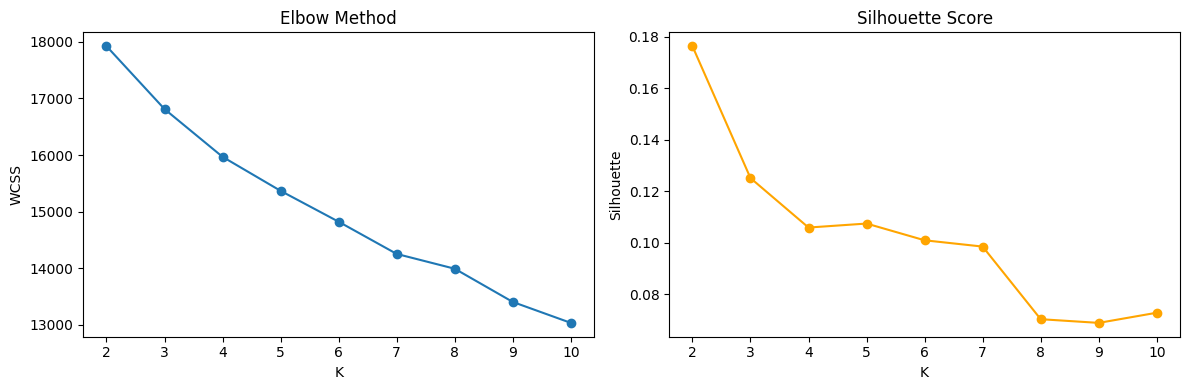 Elbow Method
18000
17000
16000
15000
14000
13000
WCSS
2 3 4 5 6 7 8 9 10
K
Silhouette Score
0.18
0.16
0.14
0.12
0.10
0.08
Silhouette
2 3 4 5 6 7 8 9 10
K